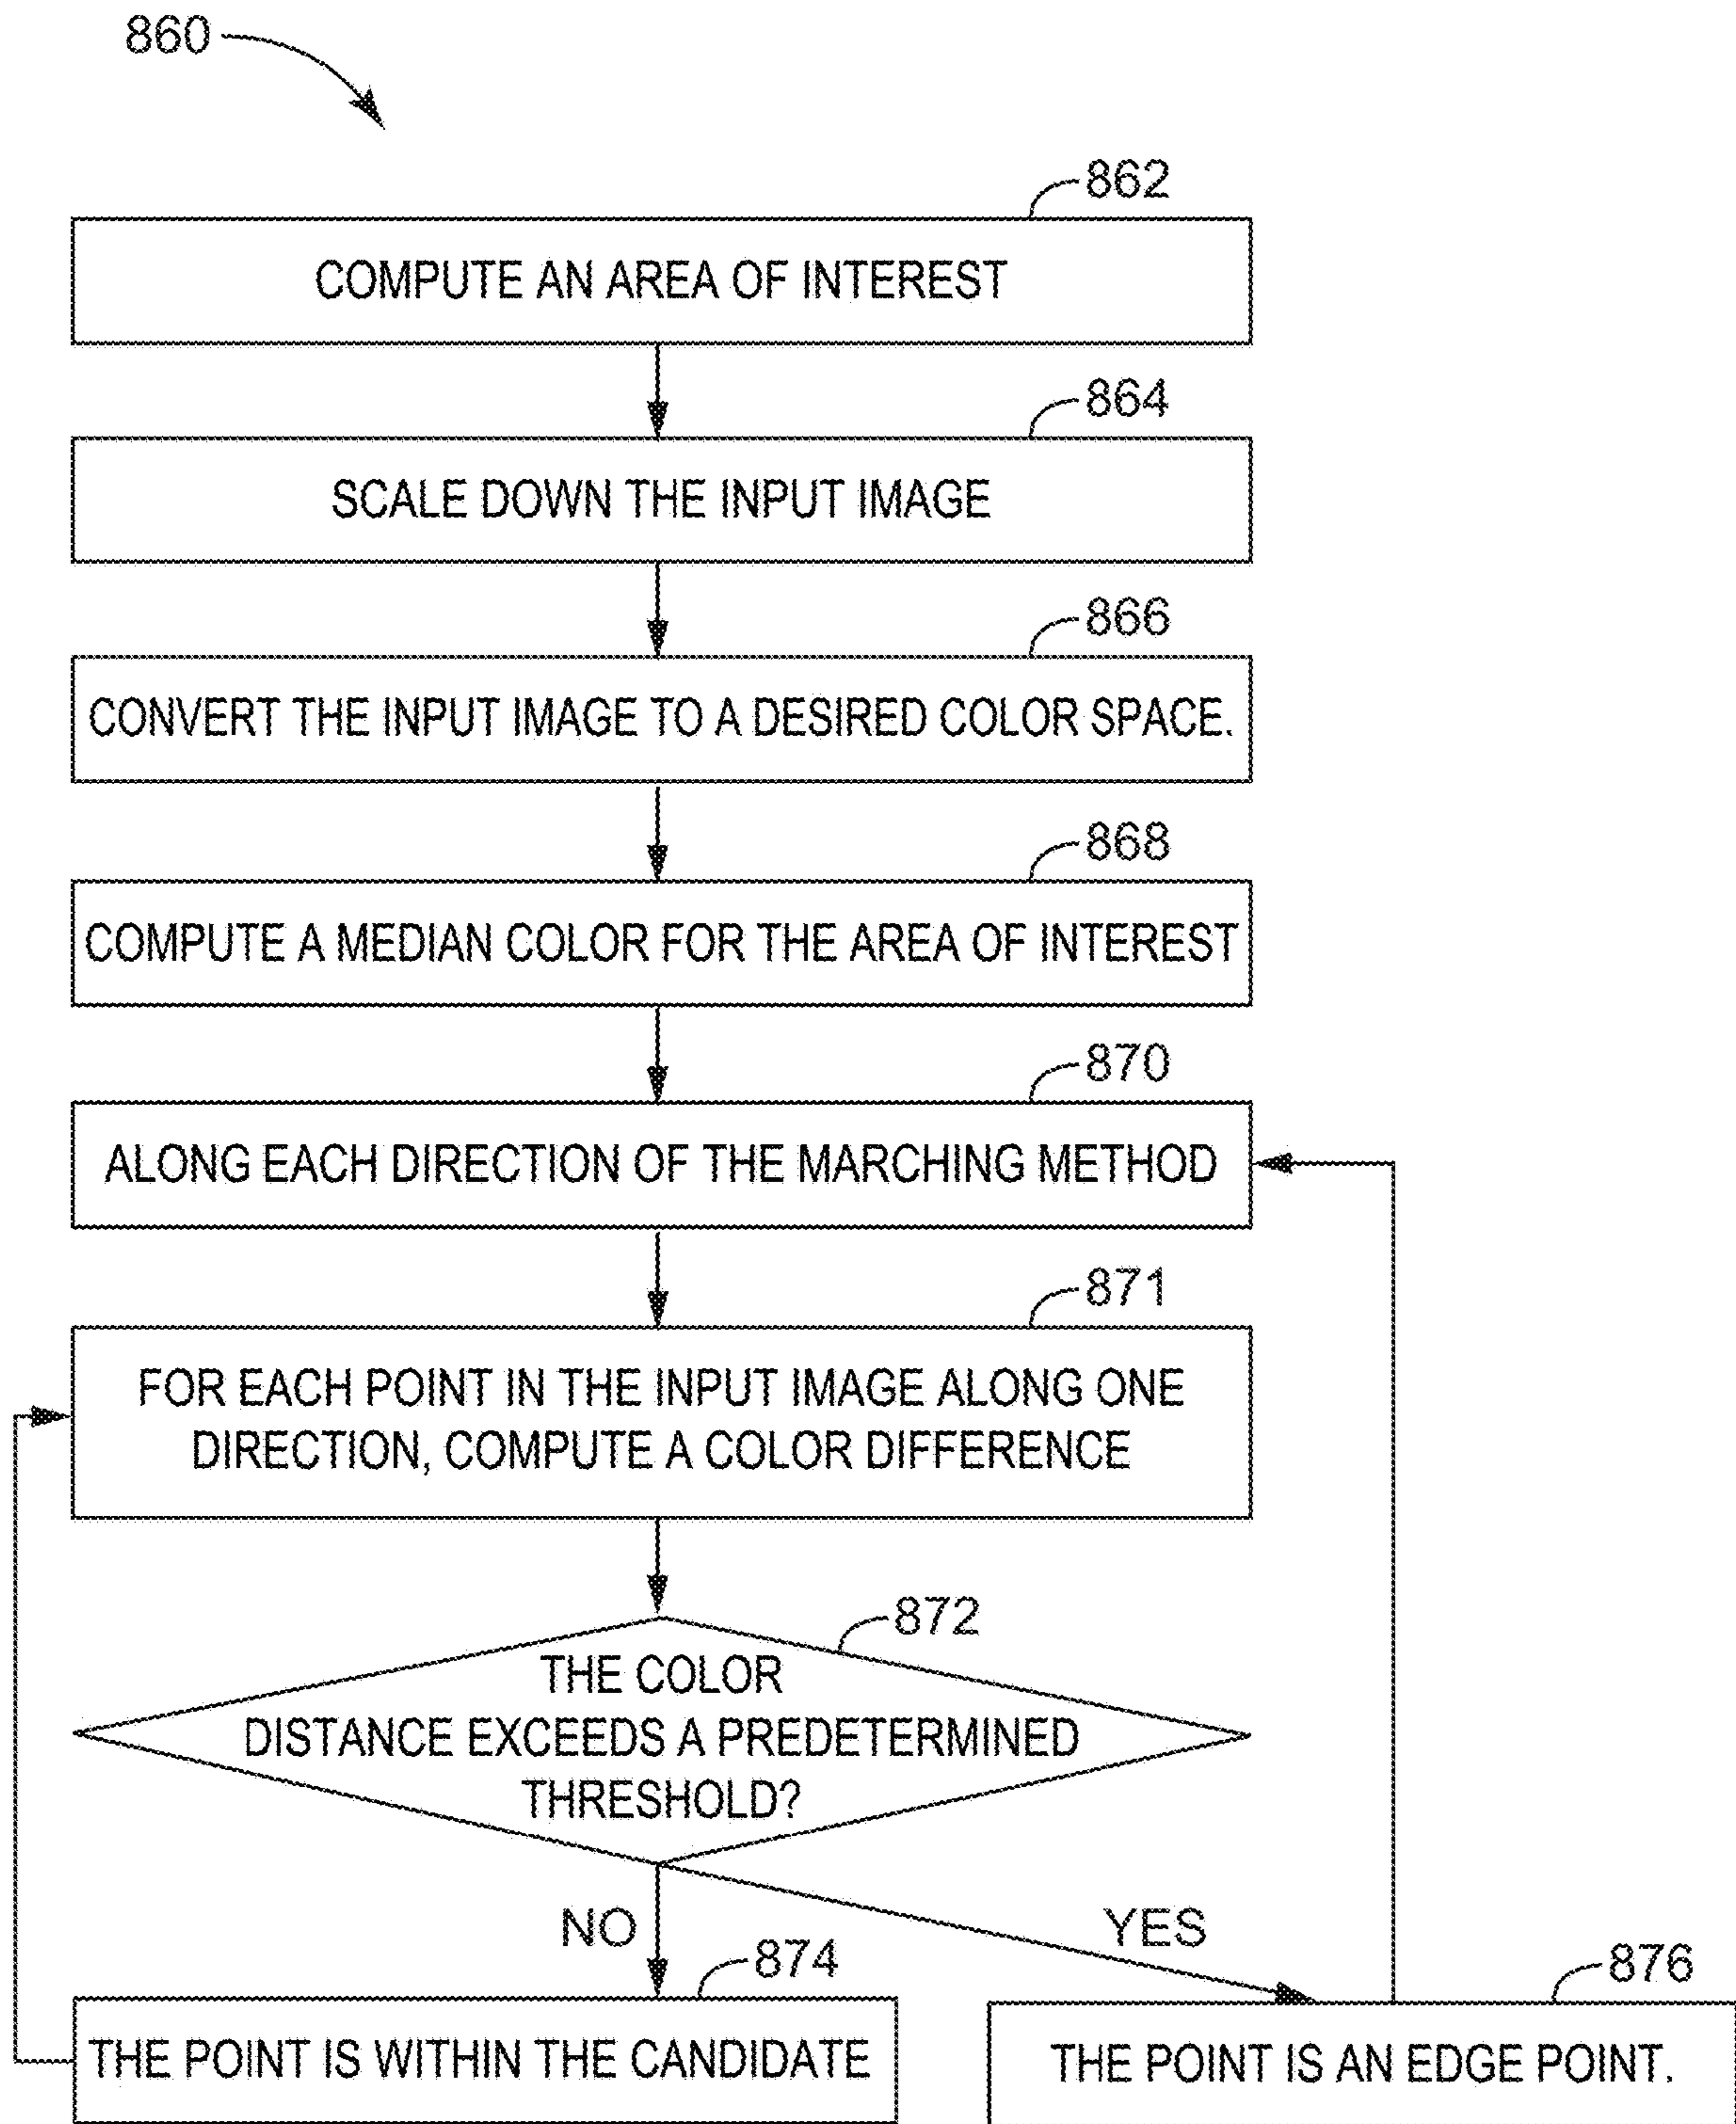 860
862
COMPUTE AN AREA OF INTEREST
864
SCALE DOWN THE INPUT IMAGE
866
CONVERT THE INPUT IMAGE TO A DESIRED COLOR SPACE.
868
COMPUTE A MEDIAN COLOR FOR THE AREA OF INTEREST
870
ALONG EACH DIRECTION OF THE MARCHING METHOD
871
FOR EACH POINT IN THE INPUT IMAGE ALONG ONE
DIRECTION, COMPUTE A COLOR DIFFERENCE
872
THE COLOR
DISTANCE EXCEEDS A PREDETERMINED
THRESHOLD?
NO
YES
874
876
THE POINT IS WITHIN THE CANDIDATE
THE POINT IS AN EDGE POINT.